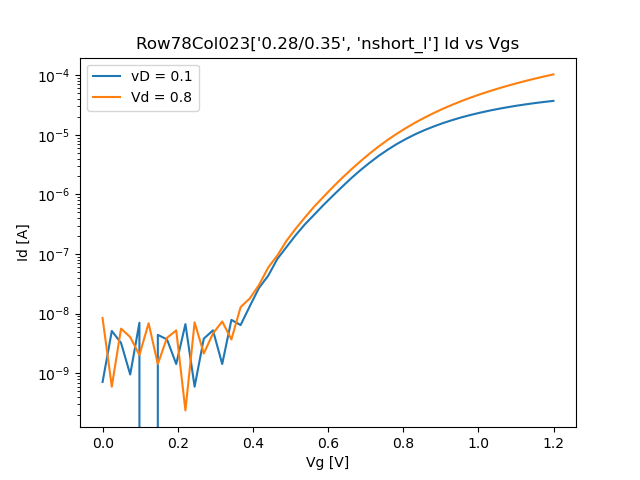 Row78Col023['0.28/0.35', 'nshort_l'] Id vs Vgs
vD = 0.1
Vd = 0.8
Id [A]
10⁻⁴
10⁻⁵
10⁻⁶
10⁻⁷
10⁻⁸
10⁻⁹
0.0 0.2 0.4 0.6 0.8 1.0 1.2
Vg [V]